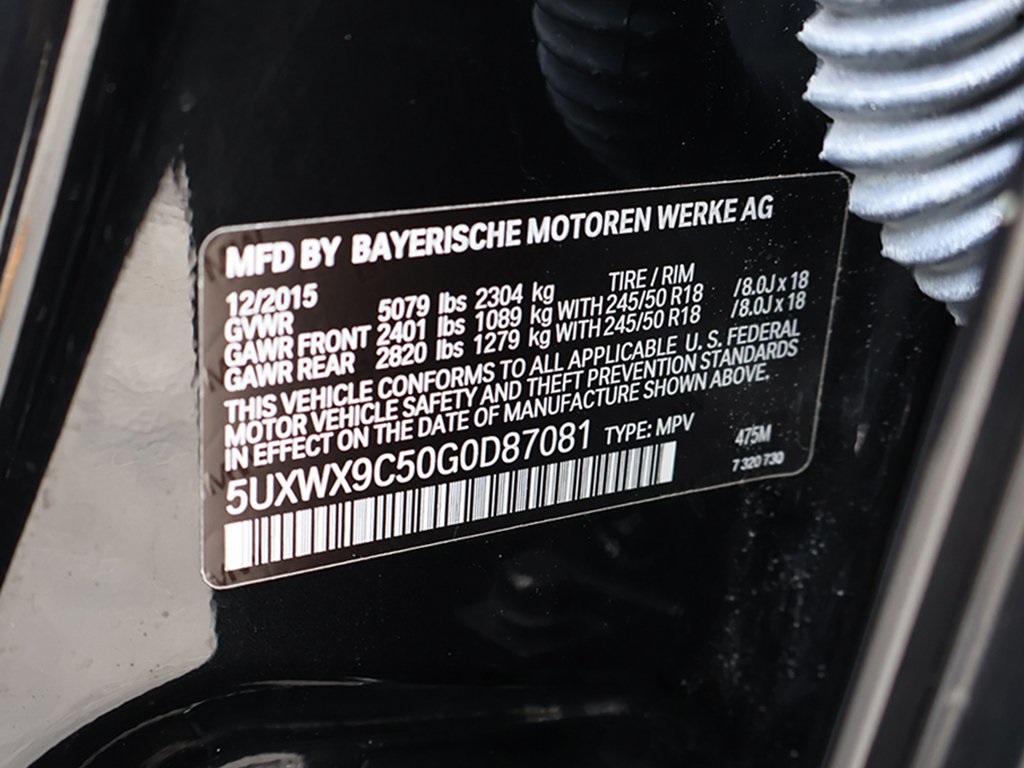 MFD BY BAYERISCHE MOTOREN WERKE AG
12/2015 TIRE / RIM
GVWR 5079 lbs 2304 kg
GAWR FRONT 2401 lbs 1089 kg WITH 245/50 R18 /8.0J x 18
GAWR REAR 2820 lbs 1279 kg WITH 245/50 R18 /8.0J x 18
THIS VEHICLE CONFORMS TO ALL APPLICABLE U. S. FEDERAL
MOTOR VEHICLE SAFETY AND THEFT PREVENTION STANDARDS
IN EFFECT ON THE DATE OF MANUFACTURE SHOWN ABOVE.
5UXWX9C50G0D87081 TYPE: MPV 475M
7 320 730